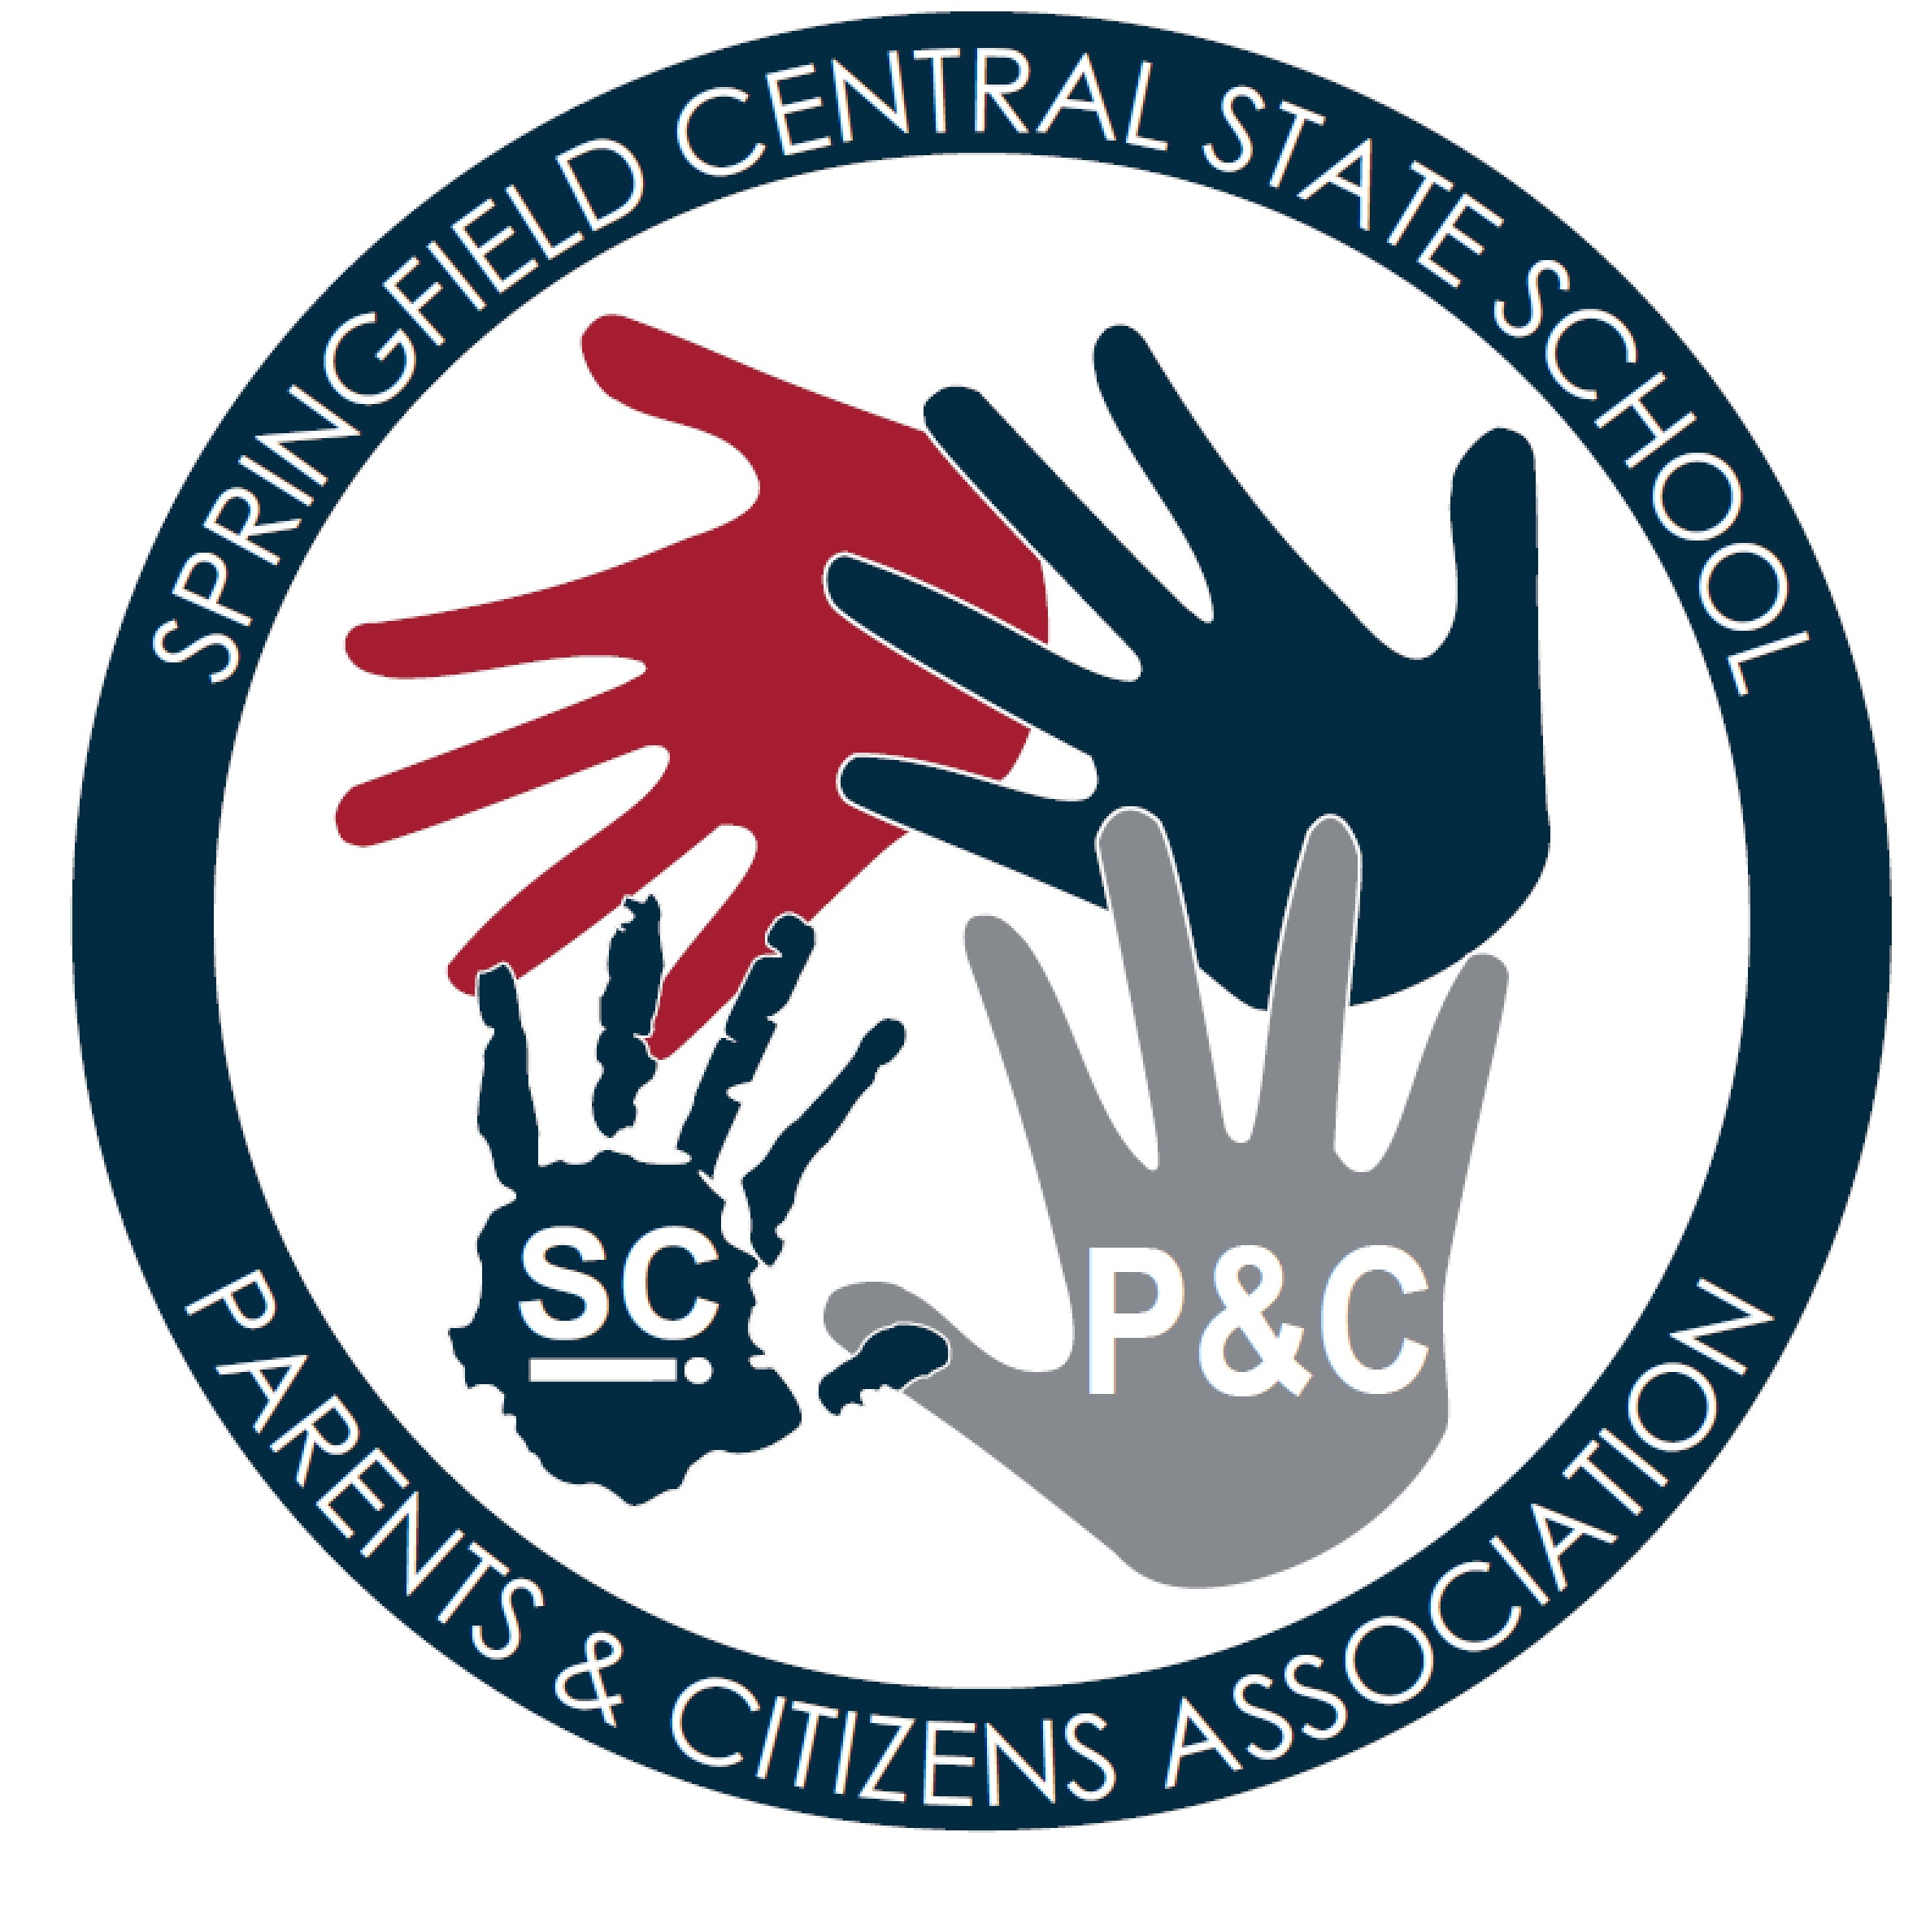 SPRINGFIELD CENTRAL STATE SCHOOL
SC
P&C
PARENTS & CITIZENS ASSOCIATION